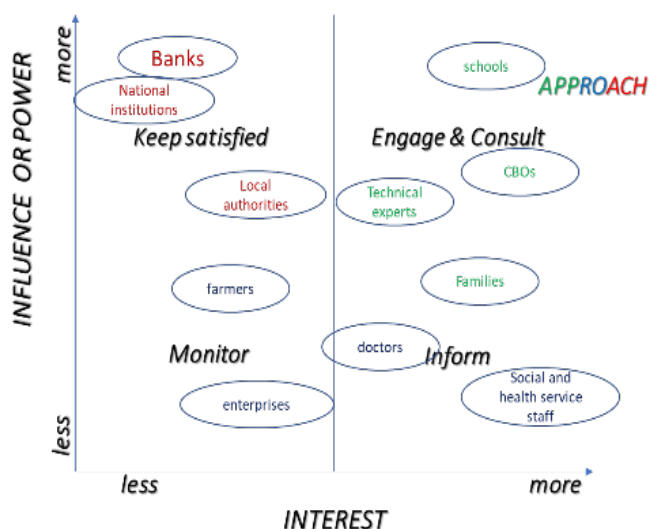 more
Banks
schools
APPROACH
National
institutions
Keep satisfied
Engage & Consult
INFLUENCE OR POWER
CBOs
Local
authorities
Technical
experts
farmers
Families
Monitor
doctors
Inform
enterprises
Social and
health service
staff
less
less
more
INTEREST